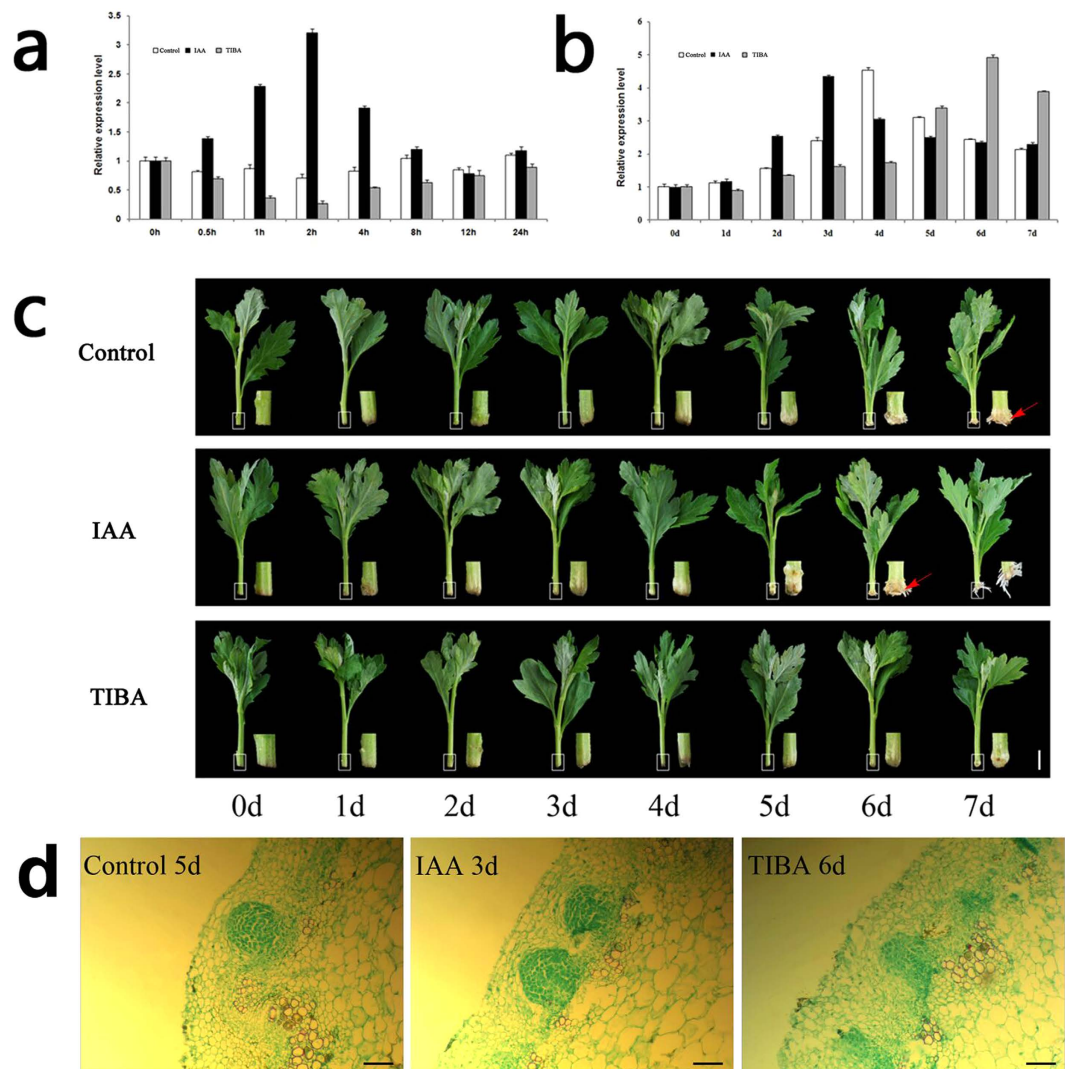 a
Relative expression level
3.5
3
2.5
2
1.5
1
0.5
0
Control IAA TIBA
0h 0.5h 1h 2h 4h 8h 12h 24h
b
Relative expression level
6
5
4
3
2
1
0
Control IAA TIBA
0d 1d 2d 3d 4d 5d 6d 7d
c
Control
IAA
TIBA
0d 1d 2d 3d 4d 5d 6d 7d
d
Control 5d
IAA 3d
TIBA 6d